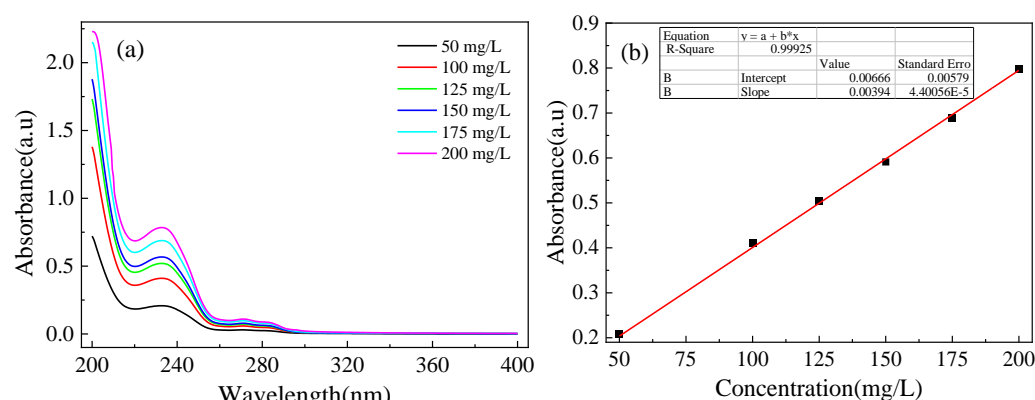 (a)
50 mg/L
100 mg/L
125 mg/L
150 mg/L
175 mg/L
200 mg/L
2.0
1.5
1.0
0.5
0.0
Absorbance(a.u)
200 240 280 320 360 400
Wavelength(nm)
(b)
Equation y = a + b*x
R-Square 0.99925
Value Standard Erro
B Intercept 0.00666 0.00579
B Slope 0.00394 4.40056E-5
0.9
0.8
0.7
0.6
0.5
0.4
0.3
0.2
Absorbance(a.u)
50 75 100 125 150 175 200
Concentration(mg/L)